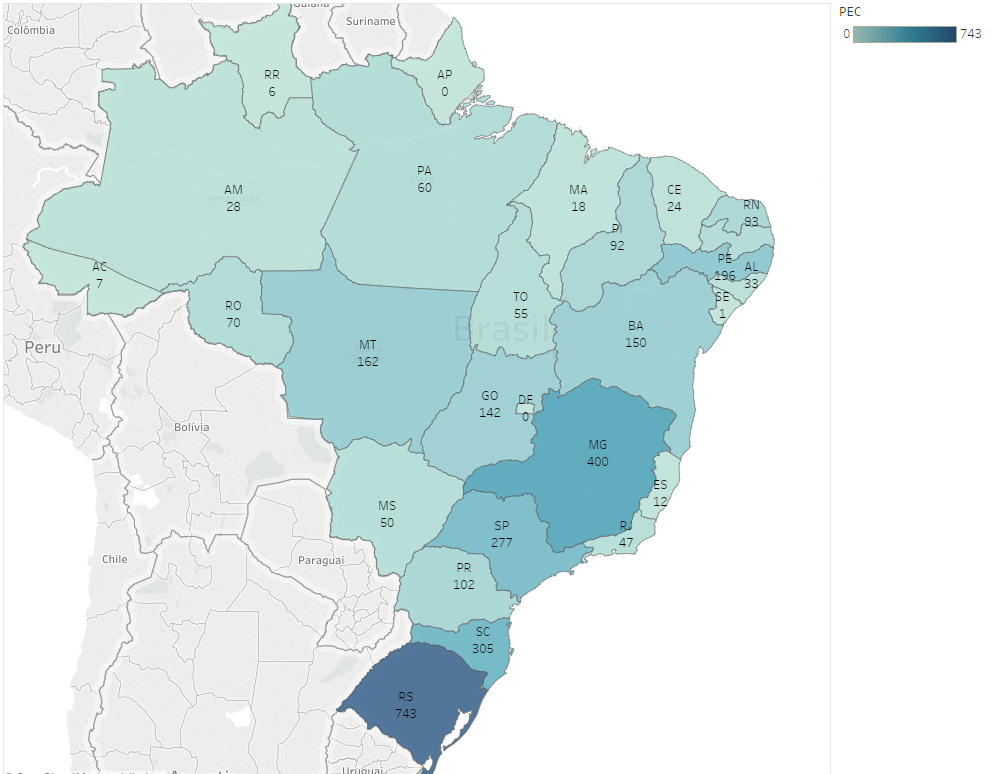 PEC
0 743
Colômbia
Guiana
Suriname
RR
6
AP
0
AM
28
PA
60
MA
18
CE
24
RN
93
PI
92
PE
196
AL
33
SE
1
AC
7
RO
70
TO
55
Brasil
BA
150
Peru
MT
162
GO
142
DF
0
Bolívia
MG
400
ES
12
MS
50
SP
277
RJ
47
Chile
Paraguai
PR
102
SC
305
RS
743
Uruguai